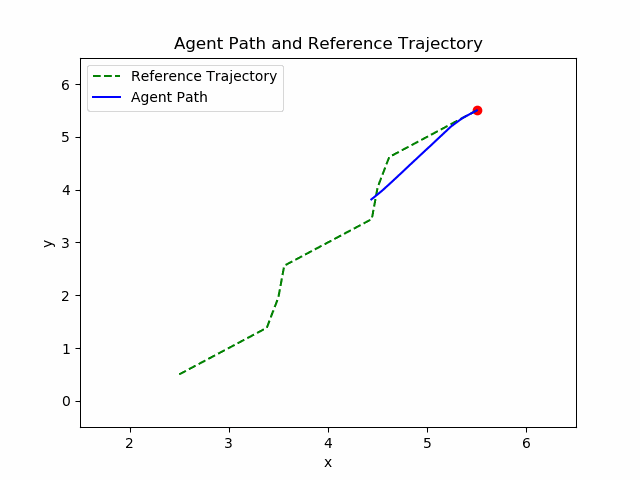 Agent Path and Reference Trajectory
Reference Trajectory
Agent Path
6
5
4
3
2
1
0
y
2 3 4 5 6
x